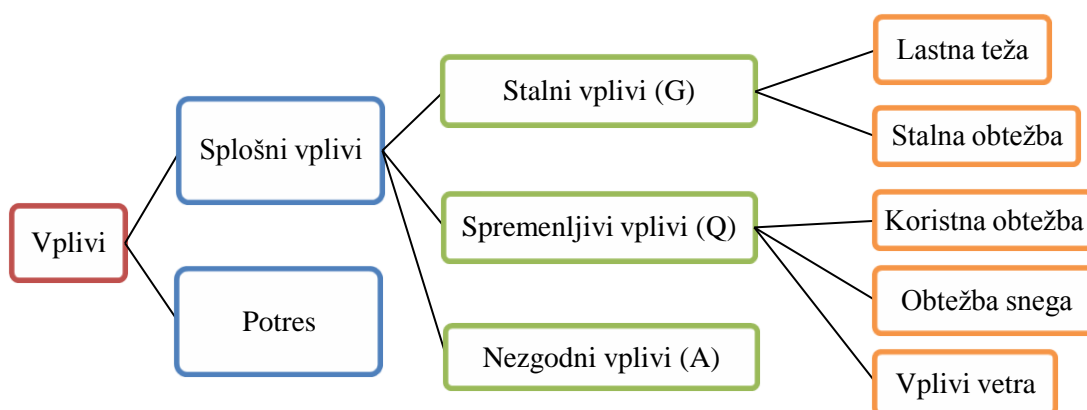 Vplivi
Splošni vplivi
Potres
Stalni vplivi (G)
Spremenljivi vplivi (Q)
Nezgodni vplivi (A)
Lastna teža
Stalna obtežba
Koristna obtežba
Obtežba snega
Vplivi vetra